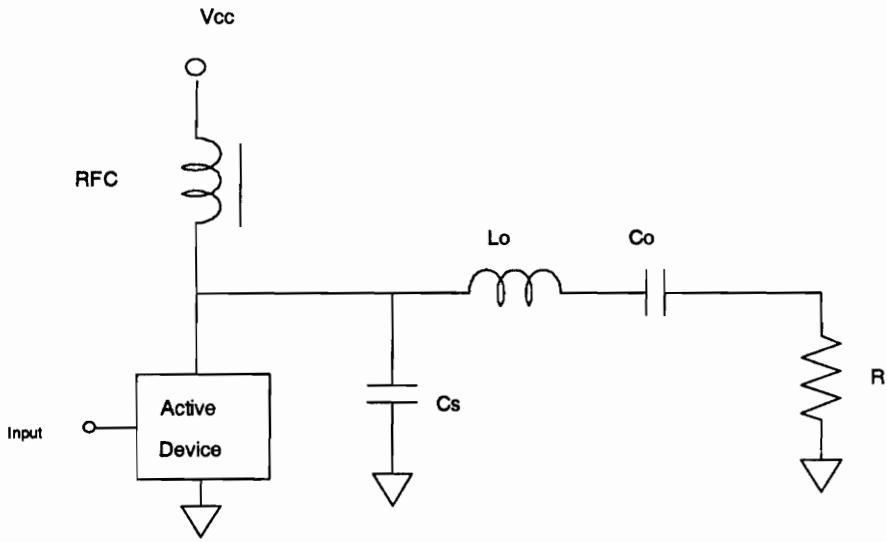 Vcc
RFC
Lo
Co
R
Cs
Input
Active
Device